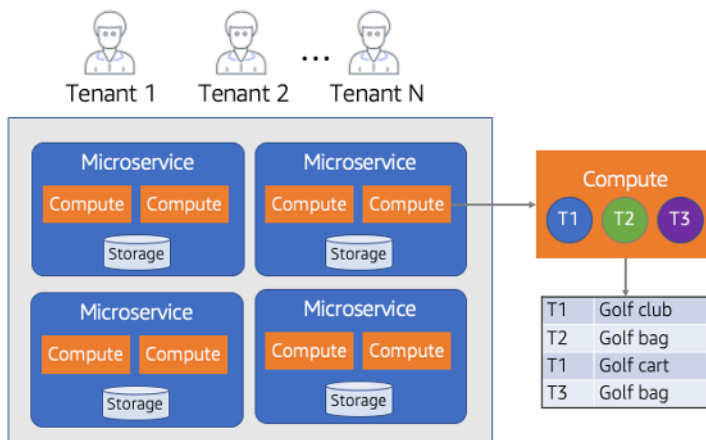 ...
Tenant 1 Tenant 2 Tenant N
Microservice
Compute Compute
Storage
Microservice
Compute Compute
Storage
Microservice
Compute Compute
Storage
Microservice
Compute Compute
Storage
Compute
T1 T2 T3
T1 Golf club
T2 Golf bag
T1 Golf cart
T3 Golf bag